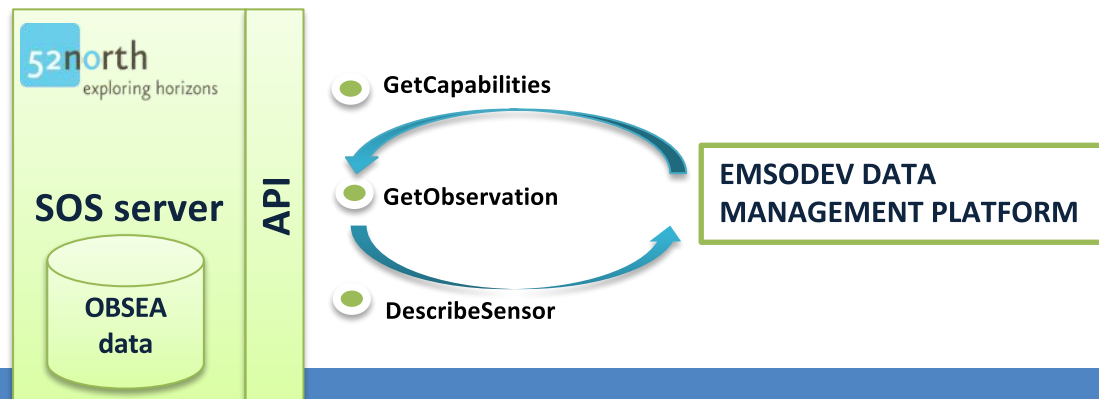 52north
exploring horizons
SOS server
OBSEA
data
API
GetCapabilities
GetObservation
DescribeSensor
EMSODEV DATA
MANAGEMENT PLATFORM